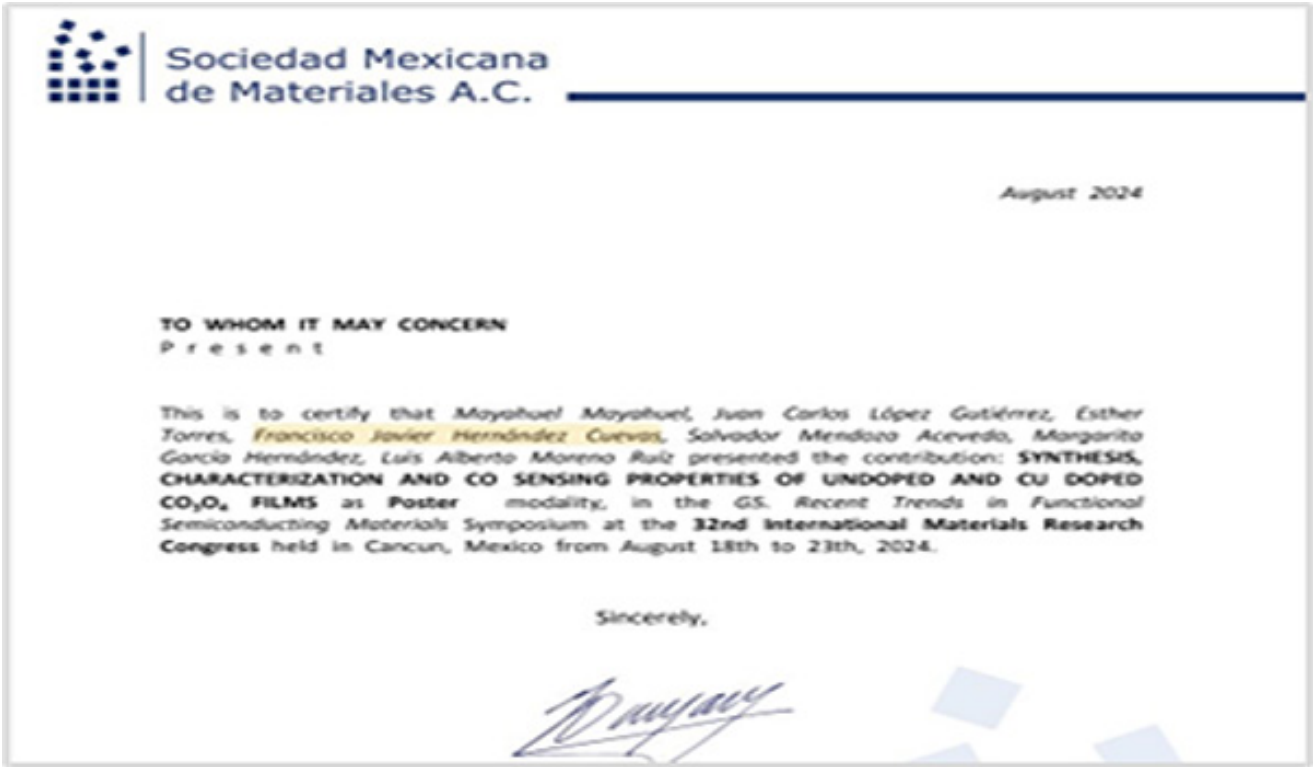 Sociedad Mexicana
de Materiales A.C.
August 2024
TO WHOM IT MAY CONCERN
P r e s e n t
This is to certify that Mayahuel Mayahuel, Juan Carlos López Gutiérrez, Esther
Torres, Francisco Javier Hernández Cuevas, Salvador Mendoza Acevedo, Margarito
García Hernández, Luis Alberto Moreno Ruiz presented the contribution: SYNTHESIS,
CHARACTERIZATION AND CO SENSING PROPERTIES OF UNDOPED AND CU DOPED
CO₃O₄ FILMS as Poster modality, in the G5. Recent Trends in Functional
Semiconducting Materials Symposium at the 32nd International Materials Research
Congress held in Cancun, Mexico from August 18th to 23th, 2024.
Sincerely,